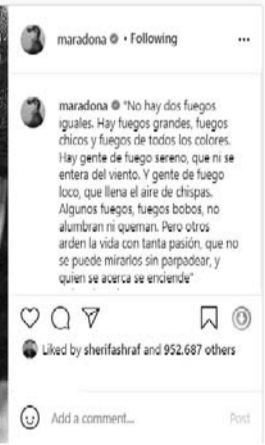 maradona • Following
maradona "No hay dos fuegos
iguales. Hay fuegos grandes, fuegos
chicos y fuegos de todos los colores.
Hay gente de fuego sereno, que ni se
entera del viento. Y gente de fuego
loco, que llena el aire de chispas.
Algunos fuegos, fuegos bobos, no
alumbran ni queman. Pero otros
arden la vida con tanta pasión, que no
se puede mirarlos sin parpadear, y
quien se acerca se enciende"
Liked by sherifashraf and 952.687 others
Add a comment...
Post